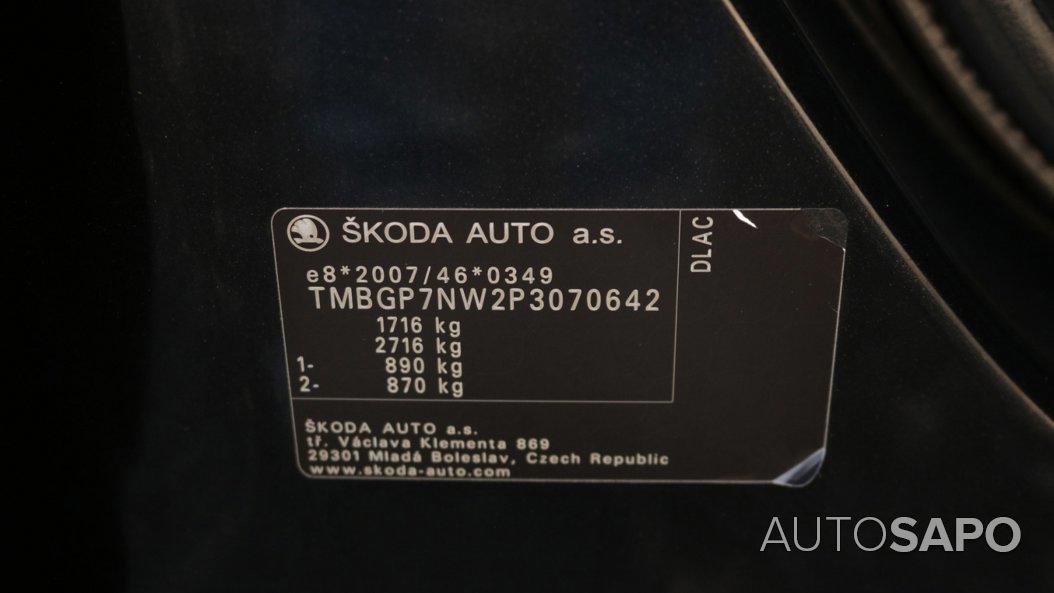 ŠKODA AUTO a.s.
e8*2007/46*0349
TMBGP7NW2P3070642
1716 kg
2716 kg
1- 890 kg
2- 870 kg
DLAC
ŠKODA AUTO a.s.
tř. Václava Klementa 869
29301 Mladá Boleslav, Czech Republic
www.skoda-auto.com
AUTOSAPO